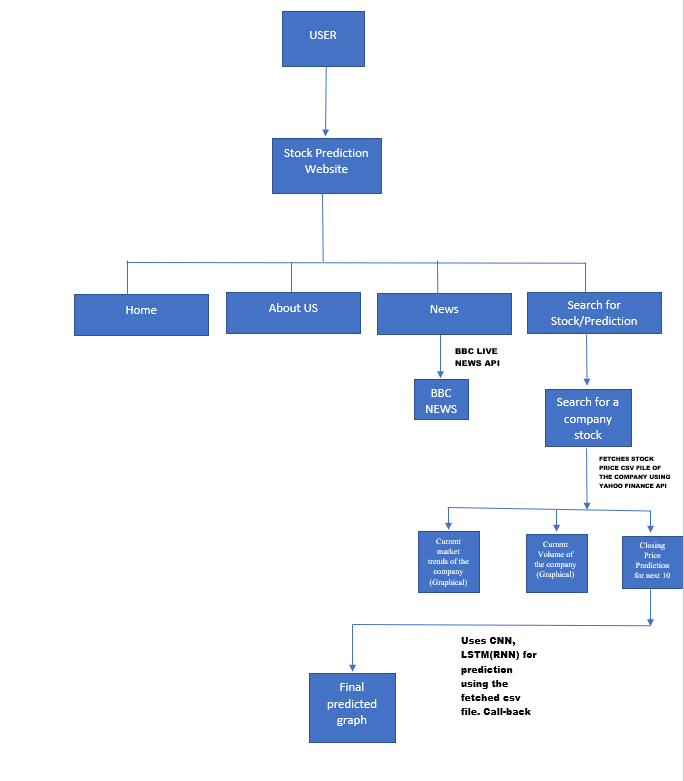 USER
Stock Prediction
Website
Home
About US
News
Search for
Stock/Prediction
BBC LIVE
NEWS API
BBC
NEWS
Search for a
company
stock
FETCHES STOCK
PRICE CSV FILE OF
THE COMPANY USING
YAHOO FINANCE API
Current
market
trends of the
company
(Graphical)
Current
Volume of
the company
(Graphical)
Closing
Price
Prediction
for next 10
Uses CNN,
LSTM(RNN) for
prediction
using the
fetched csv
file. Call-back
Final
predicted
graph